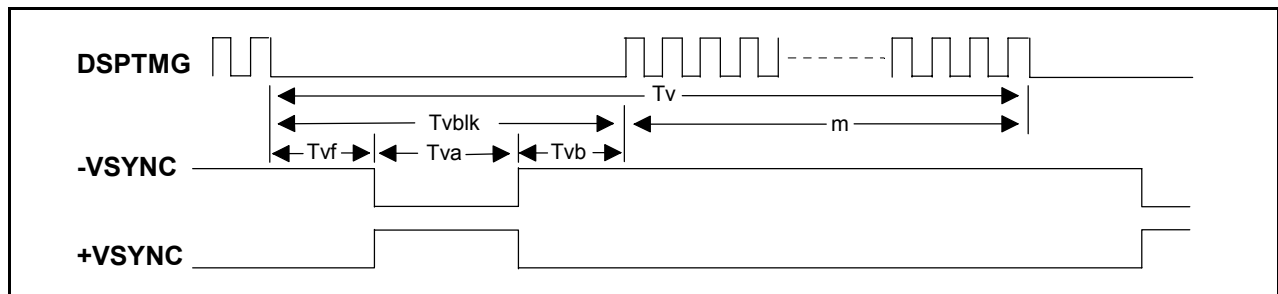 DSPTMG
Tv
Tvblk
m
Tvf
Tva
Tvb
-VSYNC
+VSYNC